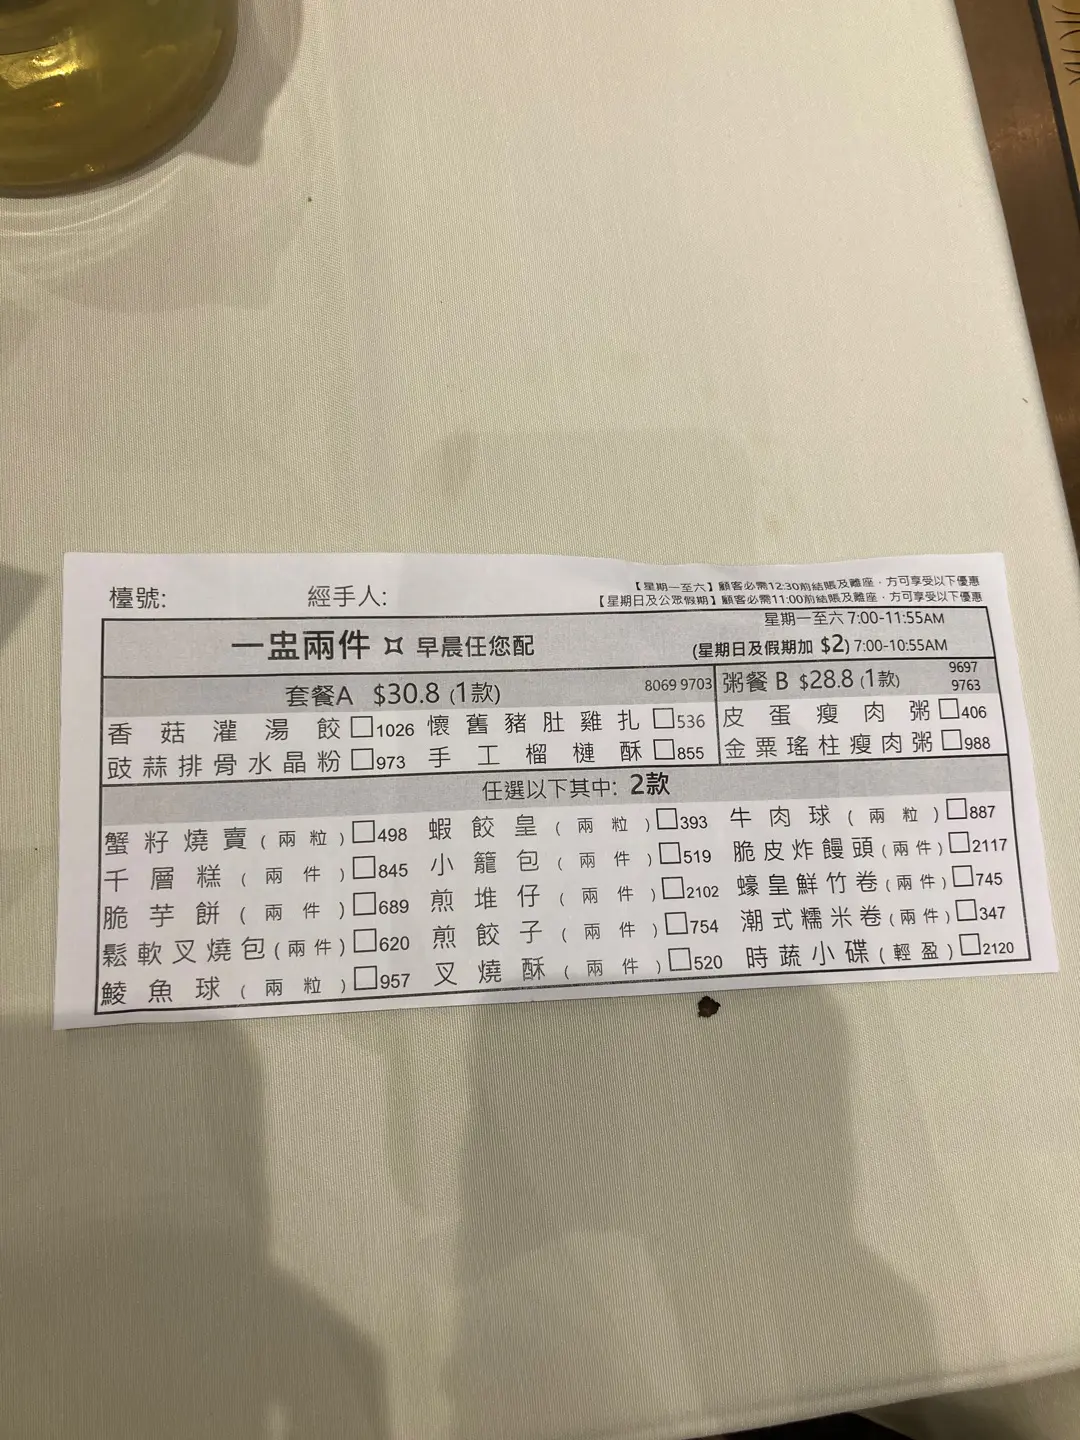 檯號: 經手人:
【星期一至六】顧客必需12:30前結賬及離座﹐方可享受以下優惠
【星期日及公眾假期】顧客必需11:00前結賬及離座﹐方可享受以下優惠
一盅兩件 ¤ 早晨任您配
星期一至六 7:00-11:55AM
(星期日及假期加 $2) 7:00-10:55AM
套餐A $30.8 (1款) 8069 9703
香菇灌湯餃 □1026 懷舊豬肚雞扎 □536
豉蒜排骨水晶粉 □973 手工榴槤酥 □855
粥餐 B $28.8 (1款) 9697 9763
皮蛋瘦肉粥 □406
金粟瑤柱瘦肉粥 □988
任選以下其中: 2款
蟹籽燒賣(兩粒) □498 蝦餃皇(兩粒) □393 牛肉球(兩粒) □887
千層糕(兩件) □845 小籠包(兩件) □519 脆皮炸饅頭(兩件) □2117
脆芋餅(兩件) □689 煎堆仔(兩件) □2102 蠔皇鮮竹卷(兩件) □745
鬆軟叉燒包(兩件) □620 煎餃子(兩件) □754 潮式糯米卷(兩件) □347
鯪魚球(兩粒) □957 叉燒酥(兩件) □520 時蔬小碟(輕盈) □2120